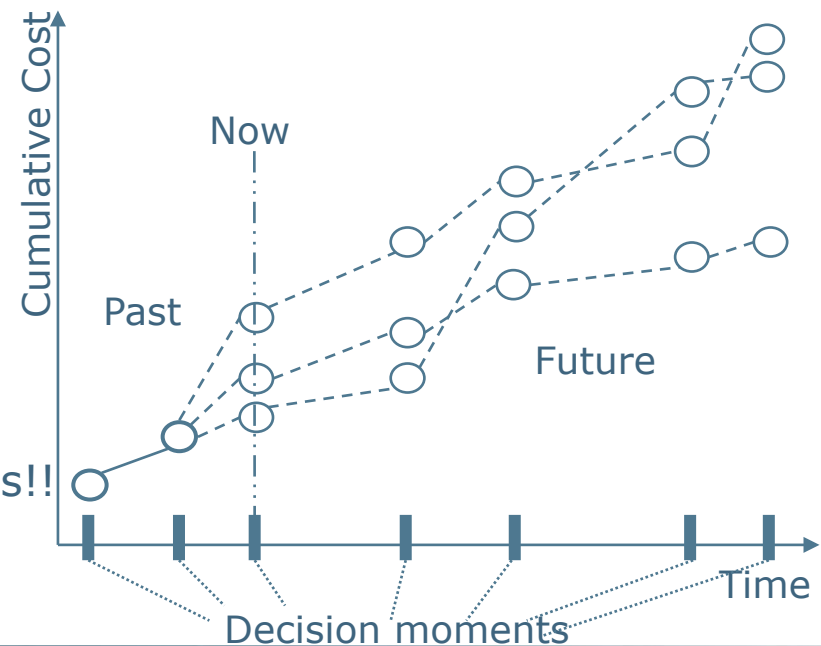 Cumulative Cost
Now
Past
Future
s!!
Time
Decision moments